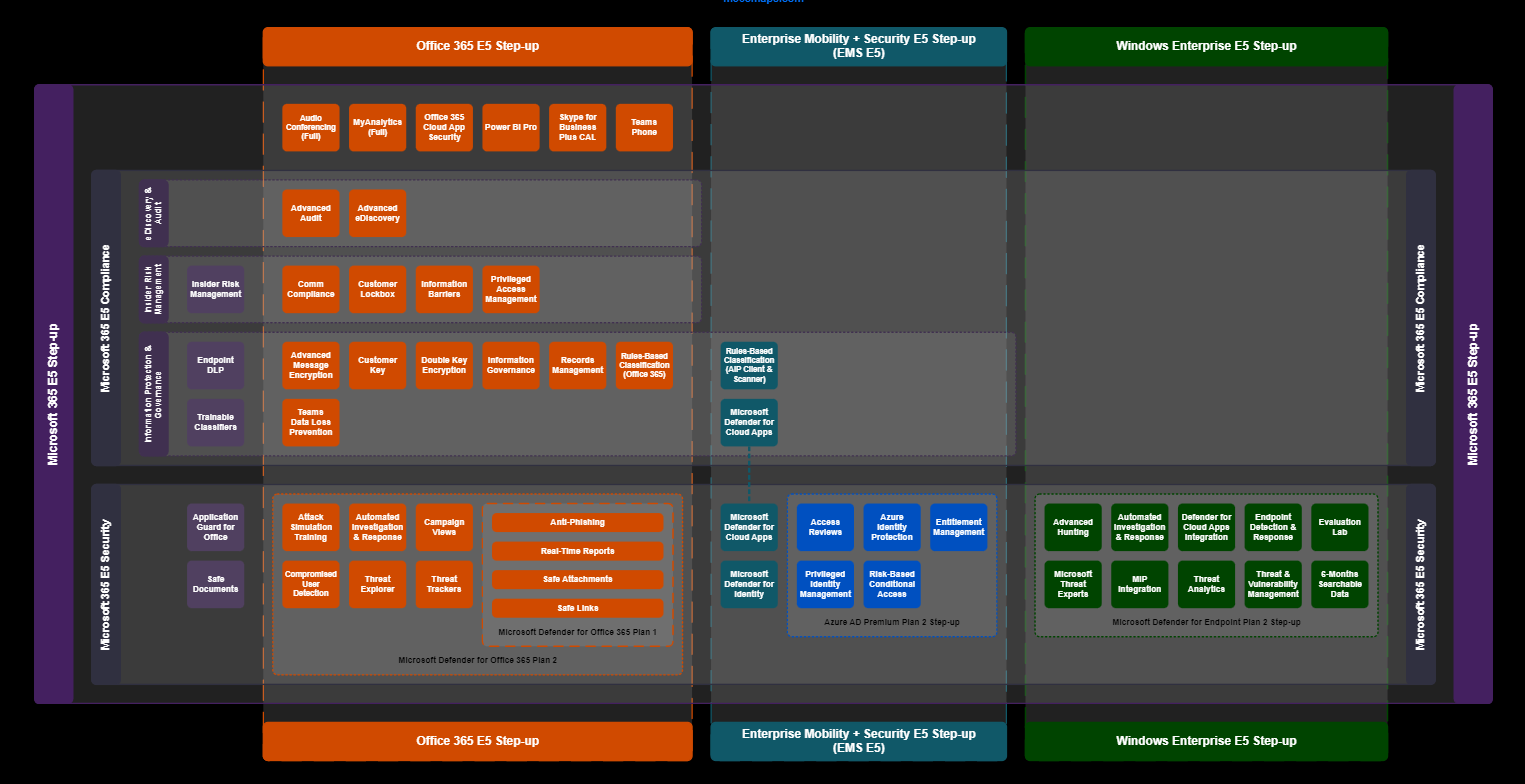 Office 365 E5 Step-up
Enterprise Mobility + Security E5 Step-up
(EMS E5)
Windows Enterprise E5 Step-up
Microsoft 365 E5 Step-up
Audio
Conferencing
(Full)
MyAnalytics
(Full)
Office 365
Cloud App
Security
Power BI Pro
Skype for
Business
Plus CAL
Teams
Phone
Microsoft 365 E5 Step-up
Microsoft 365 E5 Compliance
eDiscovery &
Audit
Advanced
Audit
Advanced
eDiscovery
Insider Risk
Management
Insider Risk
Management
Comm
Compliance
Customer
Lockbox
Information
Barriers
Privileged
Access
Management
Information Protection &
Governance
Endpoint
DLP
Advanced
Message
Encryption
Customer
Key
Double Key
Encryption
Information
Governance
Records
Management
Rules-Based
Classification
(Office 365)
Rules-Based
Classification
(AIP Client &
Scanner)
Trainable
Classifiers
Teams
Data Loss
Prevention
Microsoft
Defender for
Cloud Apps
Microsoft 365 E5 Compliance
Microsoft 365 E5 Security
Application
Guard for
Office
Attack
Simulation
Training
Automated
Investigation
& Response
Campaign
Views
Anti-Phishing
Real-Time Reports
Safe Attachments
Safe Links
Microsoft Defender for Office 365 Plan 1
Safe
Documents
Compromised
User
Detection
Threat
Explorer
Threat
Trackers
Microsoft Defender for Office 365 Plan 2
Microsoft
Defender for
Cloud Apps
Microsoft
Defender for
Identity
Access
Reviews
Azure
Identity
Protection
Entitlement
Management
Privileged
Identity
Management
Risk-Based
Conditional
Access
Azure AD Premium Plan 2 Step-up
Advanced
Hunting
Automated
Investigation
& Response
Defender for
Cloud Apps
Integration
Endpoint
Detection &
Response
Evaluation
Lab
Microsoft
Threat
Experts
MIP
Integration
Threat
Analytics
Threat &
Vulnerability
Management
6-Months
Searchable
Data
Microsoft Defender for Endpoint Plan 2 Step-up
Microsoft 365 E5 Security
Office 365 E5 Step-up
Enterprise Mobility + Security E5 Step-up
(EMS E5)
Windows Enterprise E5 Step-up